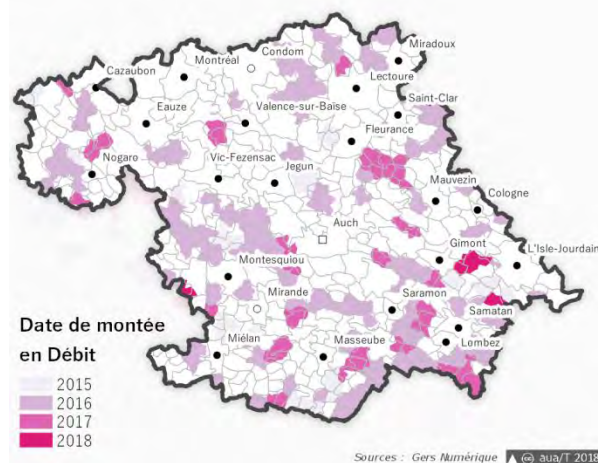 Miradoux
Condom
Montréal
Cazaubon
Lectoure
Saint-Clar
Eauze
Valence-sur-Baise
Fleurance
Nogaro
Vic-Fezensac
Jegun
Mauvezin
Cologne
Auch
Gimont
L'Isle-Jourdain
Montesquiou
Mirande
Saramon
Samatan
Miélan
Masseube
Lombez
Date de montée
en Débit
2015
2016
2017
2018
Sources : Gers Numérique
cc aua/T 2018